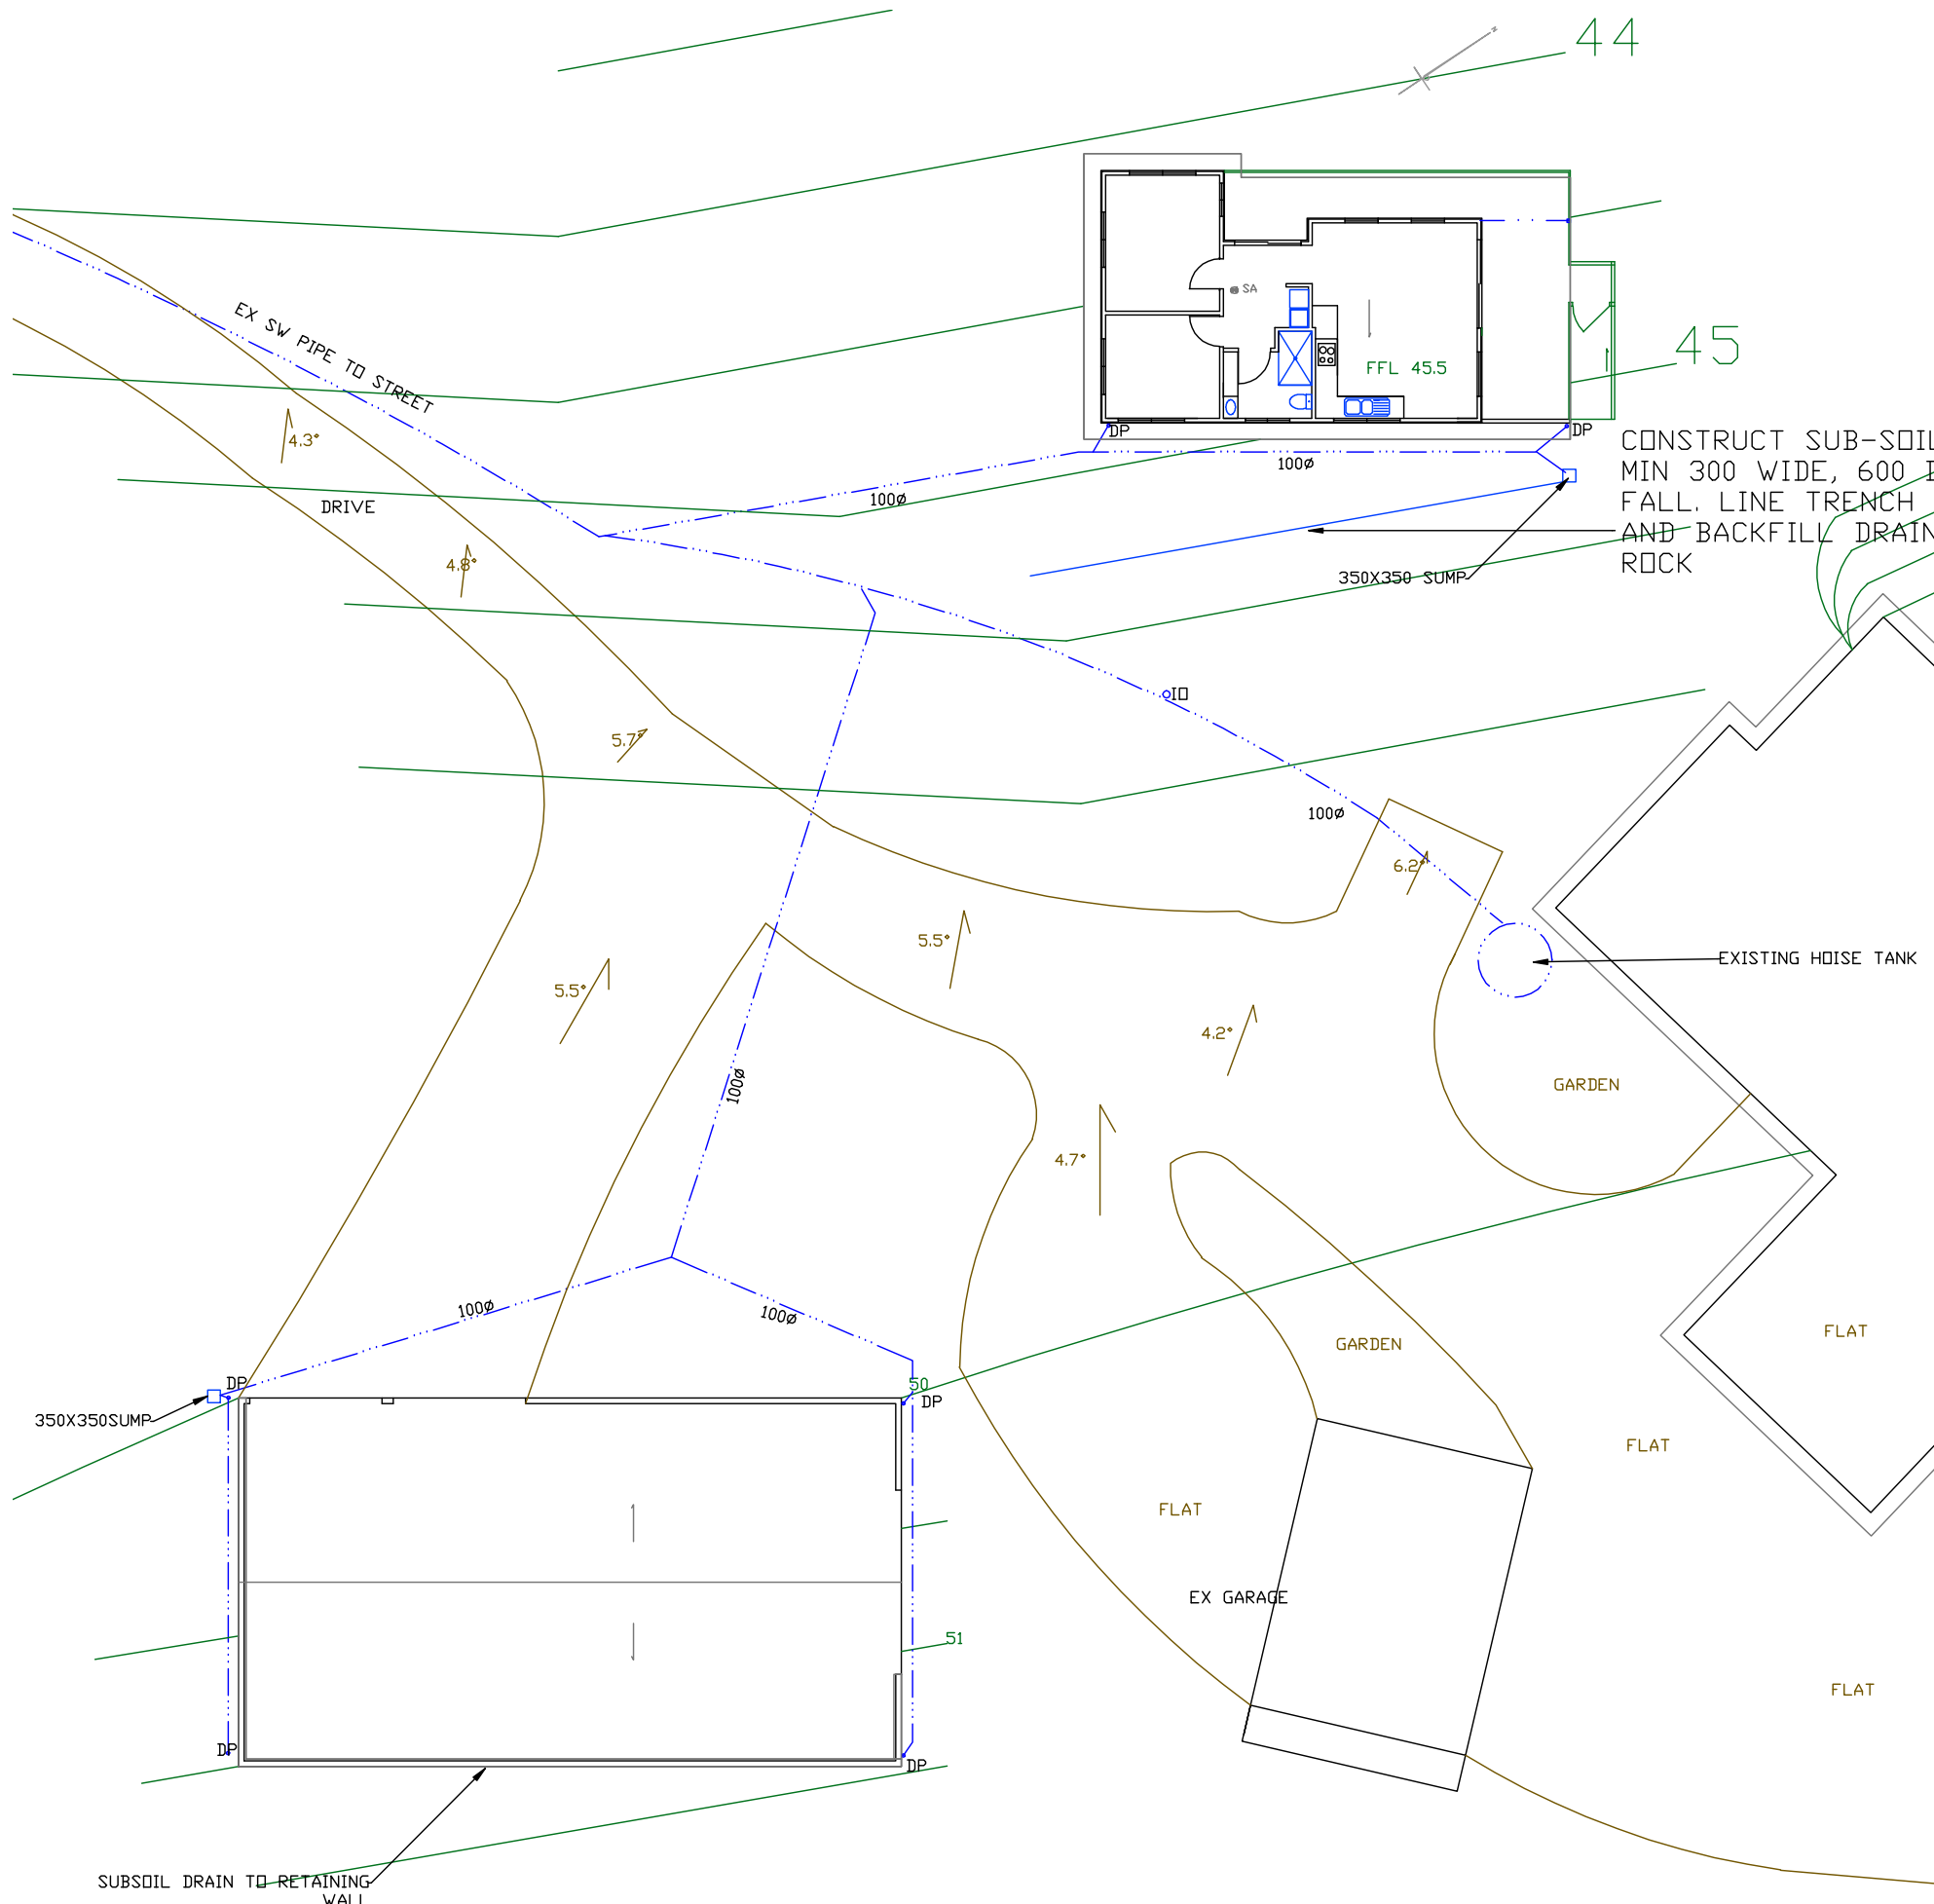 44
EX SW PIPE TO STREET
SA
45
FFL 45.5
4.3°
DP
DP
CONSTRUCT SUB-SOIL
MIN 300 WIDE, 600
FALL. LINE TRENCH
AND BACKFILL DRAIN
ROCK
100ø
100ø
DRIVE
4.8°
350X350 SUMP
IO
5.7°
100ø
6.2°
5.5°
EXISTING HOISE TANK
5.5°
4.2°
100ø
GARDEN
4.7°
100ø
100ø
FLAT
GARDEN
DP
50
DP
350X350SUMP
FLAT
FLAT
EX GARAGE
51
FLAT
DP
DP
SUBSOIL DRAIN TO RETAINING
WALL